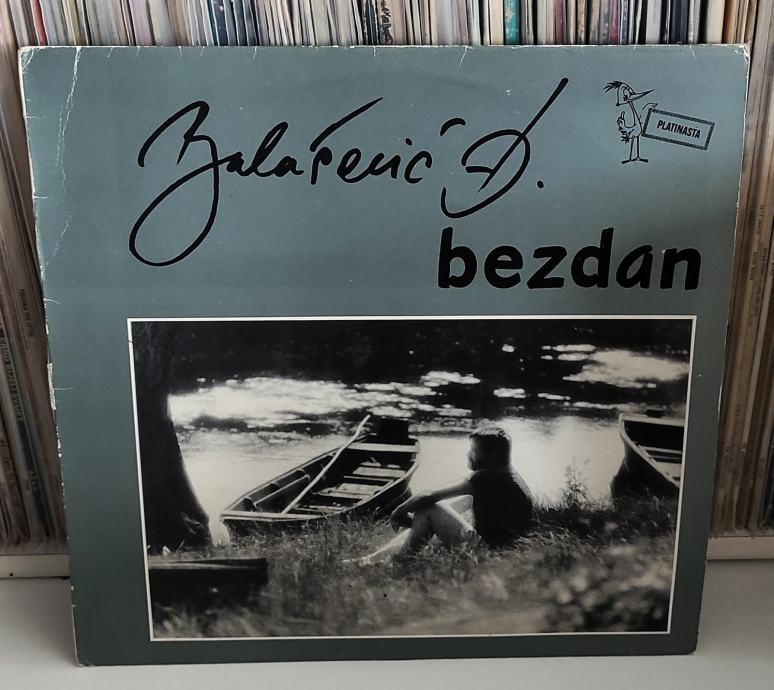 Balašević Đ.
PLATINASTA
bezdan